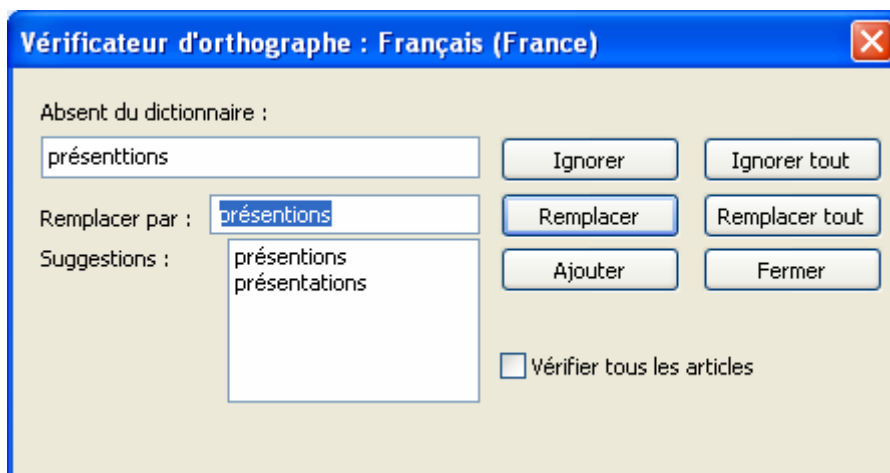 Vérificateur d'orthographe : Français (France)
Absent du dictionnaire :
présenttions
Ignorer
Ignorer tout
Remplacer par :
présentions
Remplacer
Remplacer tout
Suggestions :
présentions
présentations
Ajouter
Fermer
Vérifier tous les articles